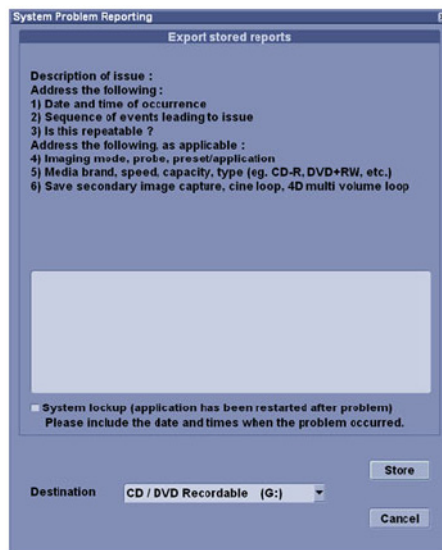 System Problem Reporting
Export stored reports
Description of issue :
Address the following :
1) Date and time of occurrence
2) Sequence of events leading to issue
3) Is this repeatable ?
Address the following, as applicable :
4) Imaging mode, probe, preset/application
5) Media brand, speed, capacity, type (eg. CD-R, DVD+RW, etc.)
6) Save secondary image capture, cine loop, 4D multi volume loop
System lockup (application has been restarted after problem)
Please include the date and times when the problem occurred.
Store
Destination CD / DVD Recordable (G:)
Cancel